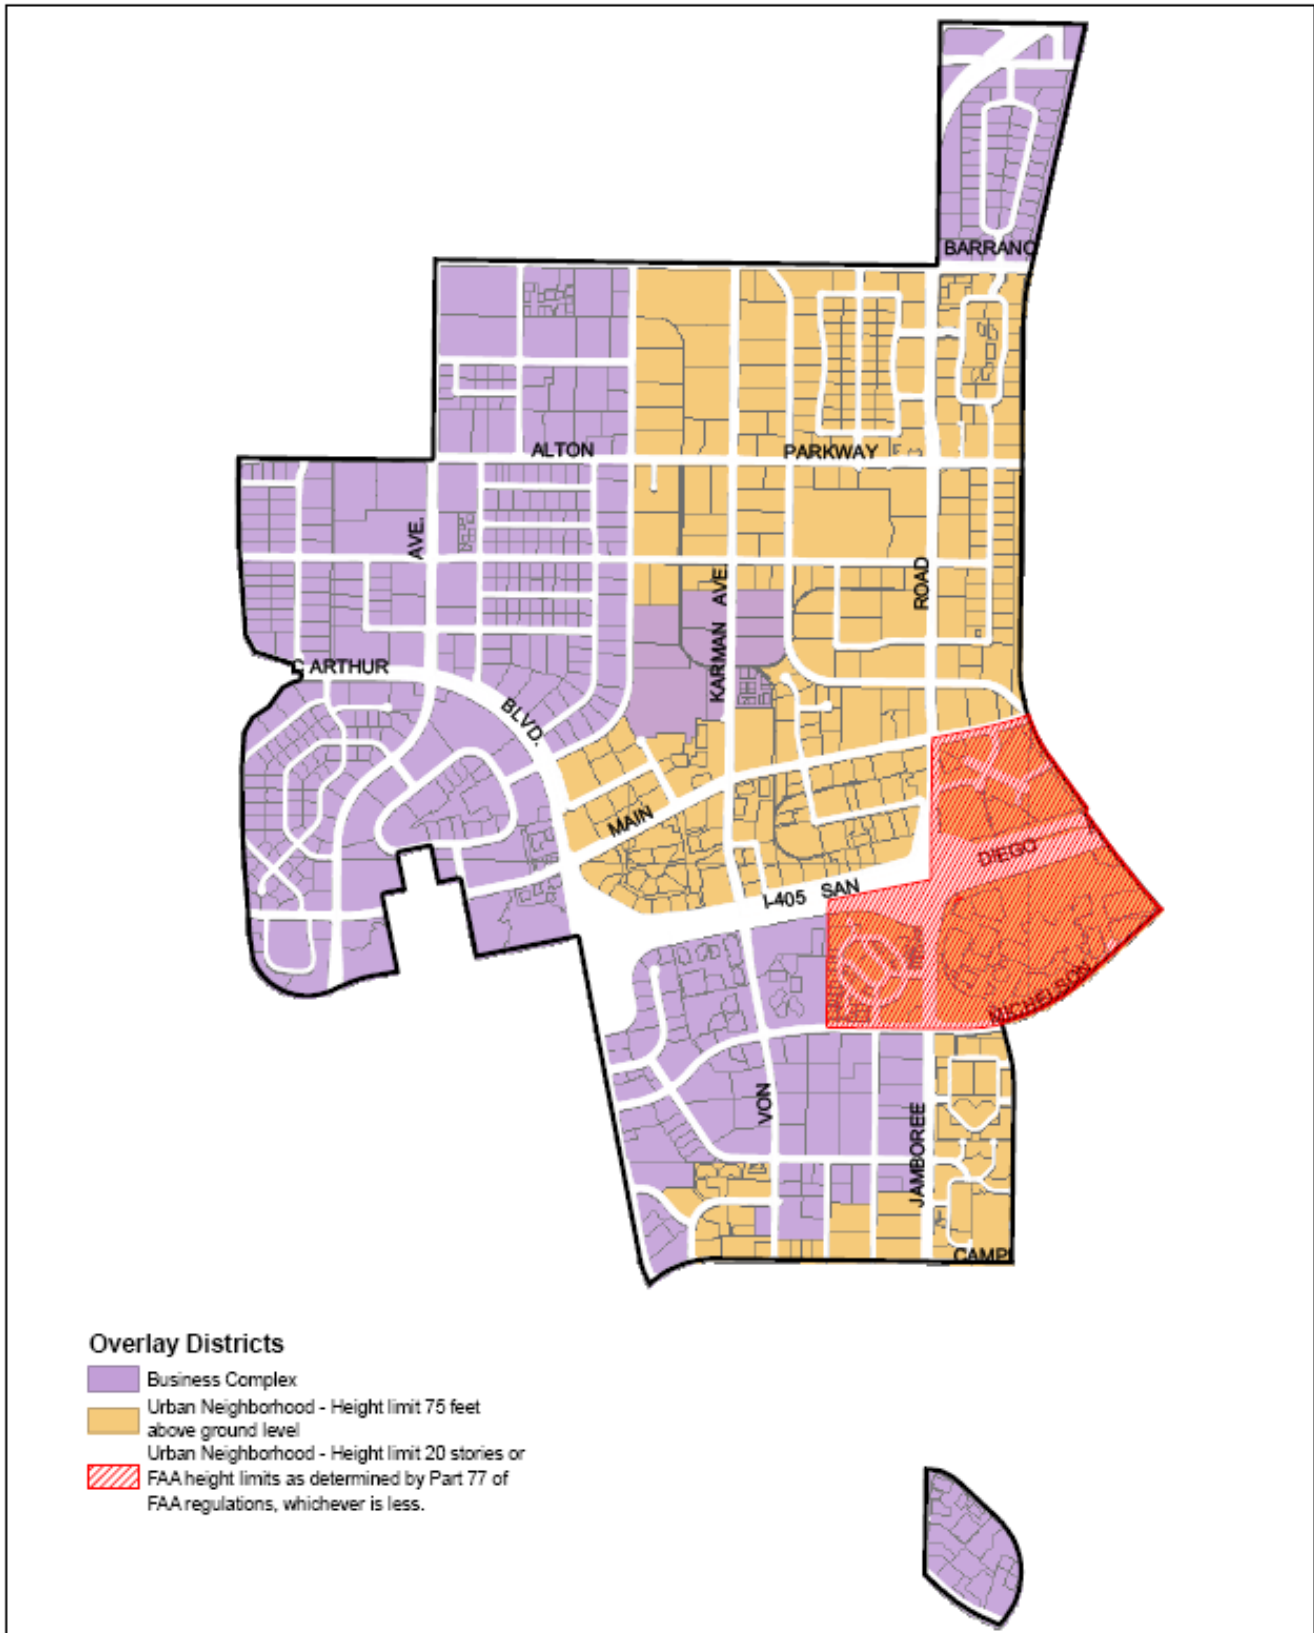 BARRANC
ALTON
PARKWAY
AVE.
KARMAN AVE.
ROAD
C ARTHUR
BLVD.
MAIN
DIEGO
I-405 SAN
MICHELSON
VON
JAMBOREE
CAMP
Overlay Districts
Business Complex
Urban Neighborhood - Height limit 75 feet
above ground level
Urban Neighborhood - Height limit 20 stories or
FAA height limits as determined by Part 77 of
FAA regulations, whichever is less.